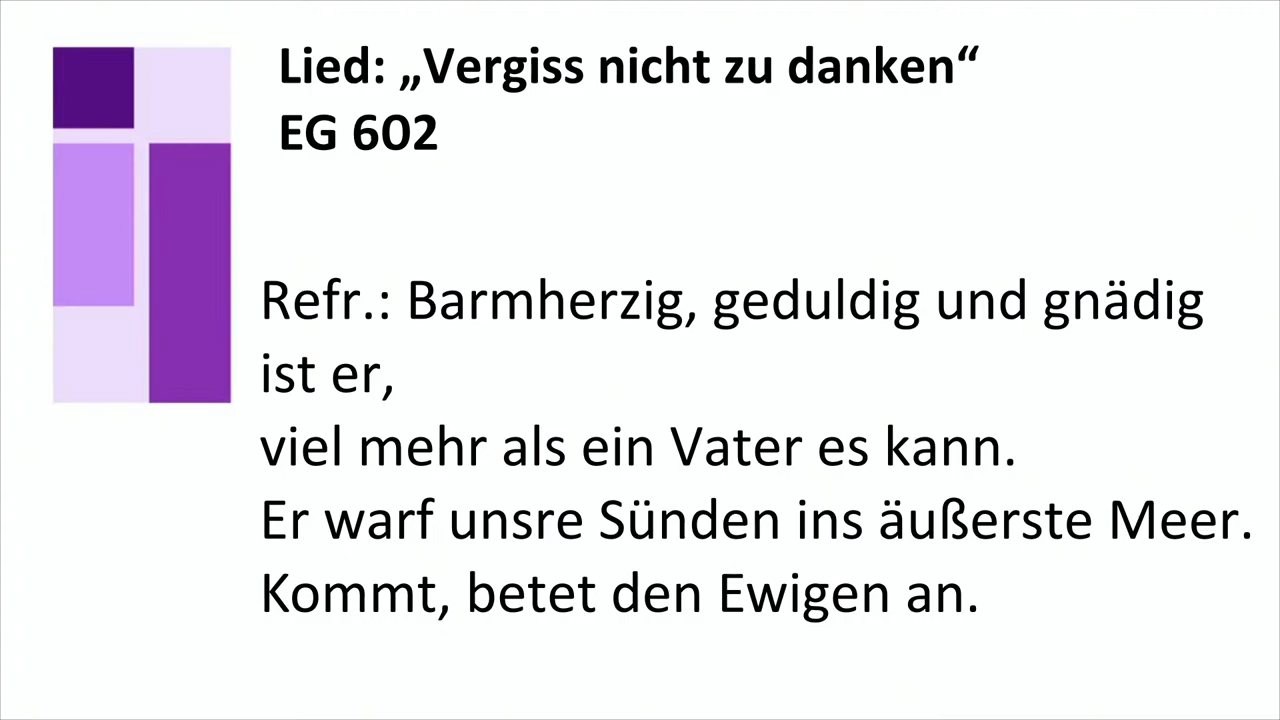 Lied: „Vergiss nicht zu danken“
EG 602
Refr.: Barmherzig, geduldig und gnädig
ist er,
viel mehr als ein Vater es kann.
Er warf unsre Sünden ins äußerste Meer.
Kommt, betet den Ewigen an.